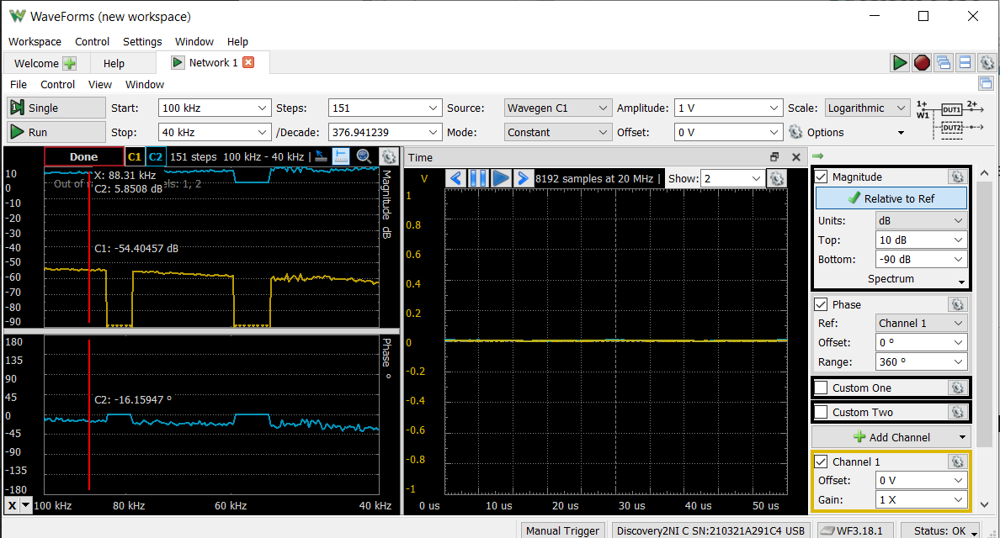 WaveForms (new workspace)
Workspace Control Settings Window Help
Welcome Help Network 1
File Control View Window
Single Start: 100 kHz Steps: 151 Source: Wavegen C1 Amplitude: 1 V Scale: Logarithmic 1+ W1 DUT1 2+
Run Stop: 40 kHz /Decade: 376.941239 Mode: Constant Offset: 0 V Options DUT2
Done C1 C2 151 steps 100 kHz - 40 kHz
X: 88.31 kHz
C2: 5.8508 dB
C1: -54.40457 dB
10
0
-10
-20
-30
-40
-50
-60
-70
-80
-90
Magnitude dB
C2: -16.15947 º
180
135
90
45
0
-45
-90
-135
-180
Phase º
X 100 kHz 80 kHz 60 kHz 40 kHz
Time
V 8192 samples at 20 MHz | Show: 2
1
0.8
0.6
0.4
0.2
0
-0.2
-0.4
-0.6
-0.8
-1
0 us 10 us 20 us 30 us 40 us 50 us
Magnitude
Relative to Ref
Units: dB
Top: 10 dB
Bottom: -90 dB
Spectrum
Phase
Ref: Channel 1
Offset: 0 º
Range: 360 º
Custom One
Custom Two
Add Channel
Channel 1
Offset: 0 V
Gain: 1 X
Manual Trigger Discovery2NI C SN:210321A291C4 USB WF3.18.1 Status: OK